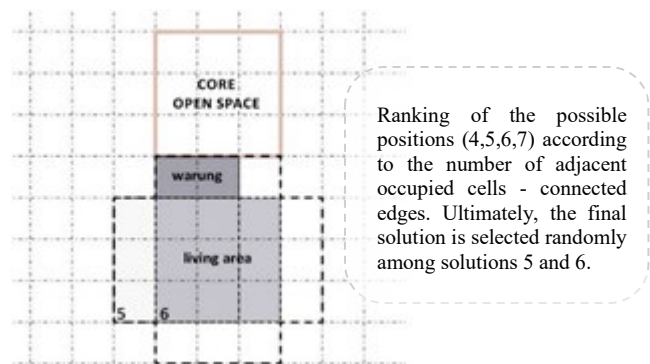 CORE
OPEN SPACE
warung
living area
5 6
Ranking of the possible
positions (4,5,6,7) according
to the number of adjacent
occupied cells - connected
edges. Ultimately, the final
solution is selected randomly
among solutions 5 and 6.